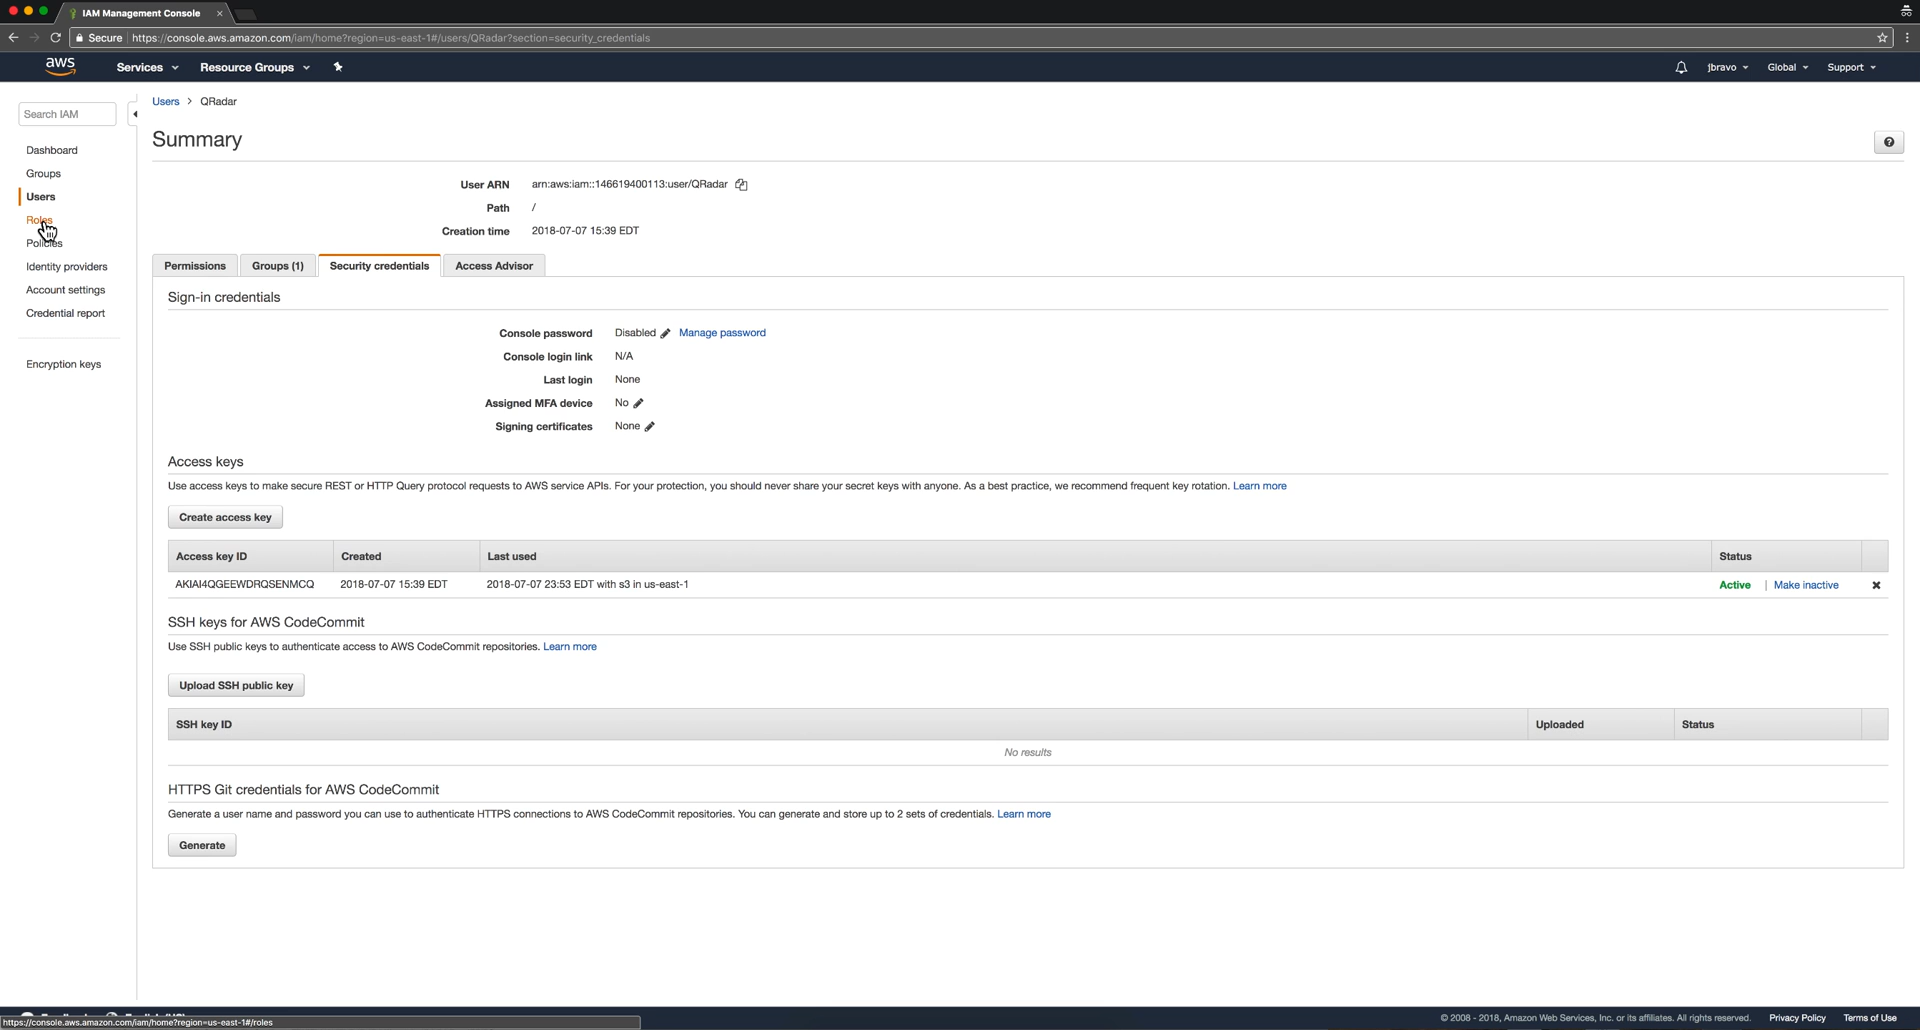 IAM Management Console
Secure
https://console.aws.amazon.com/iam/home?region=us-east-1#/users/QRadar?section=security_credentials
aws
Services
Resource Groups
jbravo
Global
Support
Search IAM
Dashboard
Groups
Users
Roles
Policies
Identity providers
Account settings
Credential report
Encryption keys
Users > QRadar
Summary
User ARN arn:aws:iam::146619400113:user/QRadar
Path /
Creation time 2018-07-07 15:39 EDT
Permissions
Groups (1)
Security credentials
Access Advisor
Sign-in credentials
Console password Disabled Manage password
Console login link N/A
Last login None
Assigned MFA device No
Signing certificates None
Access keys
Use access keys to make secure REST or HTTP Query protocol requests to AWS service APIs. For your protection, you should never share your secret keys with anyone. As a best practice, we recommend frequent key rotation. Learn more
Create access key
Access key ID Created Last used Status
AKIAI4QGEEWDRQSENMCQ 2018-07-07 15:39 EDT 2018-07-07 23:53 EDT with s3 in us-east-1 Active | Make inactive
SSH keys for AWS CodeCommit
Use SSH public keys to authenticate access to AWS CodeCommit repositories. Learn more
Upload SSH public key
SSH key ID Uploaded Status
No results
HTTPS Git credentials for AWS CodeCommit
Generate a user name and password you can use to authenticate HTTPS connections to AWS CodeCommit repositories. You can generate and store up to 2 sets of credentials. Learn more
Generate
https://console.aws.amazon.com/iam/home?region=us-east-1#/roles
© 2008 - 2018, Amazon Web Services, Inc. or its affiliates. All rights reserved. Privacy Policy Terms of Use